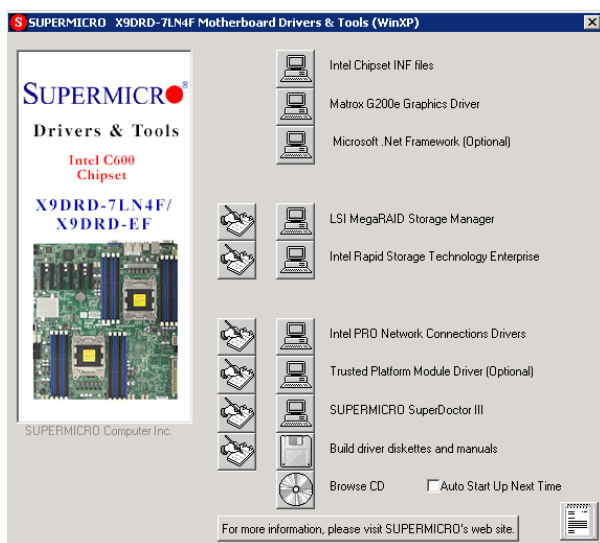 SUPERMICRO X9DRD-7LN4F Motherboard Drivers & Tools (WinXP)
SUPERMICRO®
Drivers & Tools
Intel C600
Chipset
X9DRD-7LN4F/
X9DRD-EF
SUPERMICRO Computer Inc.
Intel Chipset INF files
Matrox G200e Graphics Driver
Microsoft .Net Framework (Optional)
LSI MegaRAID Storage Manager
Intel Rapid Storage Technology Enterprise
Intel PRO Network Connections Drivers
Trusted Platform Module Driver (Optional)
SUPERMICRO SuperDoctor III
Build driver diskettes and manuals
Browse CD Auto Start Up Next Time
For more information, please visit SUPERMICRO's web site.